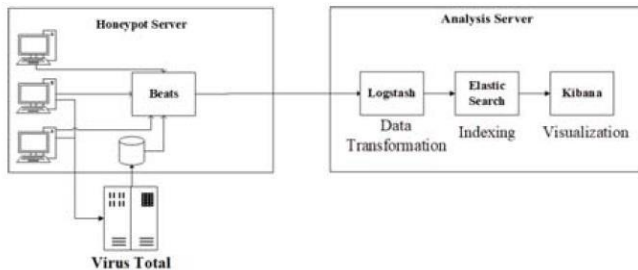 Honeypot Server
Beats
Virus Total
Analysis Server
Logstash
Elastic
Search
Kibana
Data
Transformation
Indexing
Visualization